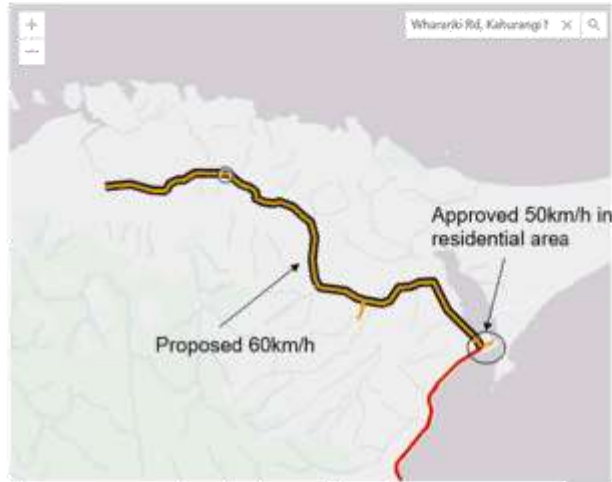 +
Wharariki Rd, Kahurangi
−
Approved 50km/h in
residential area
Proposed 60km/h